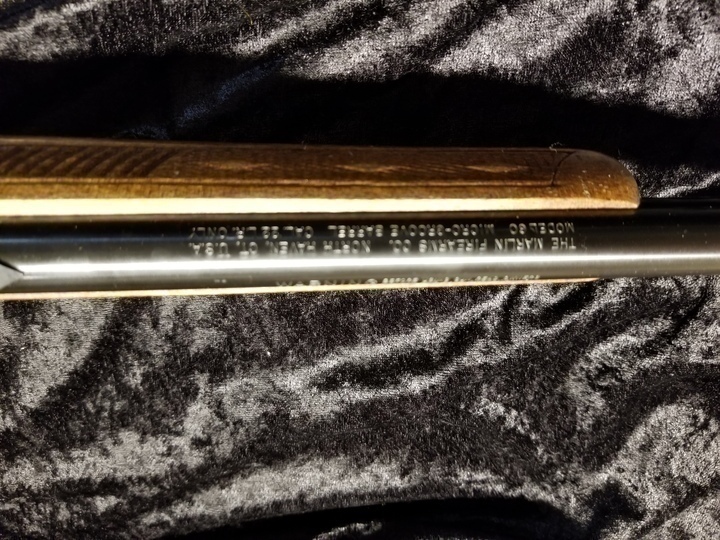 THE MARLIN FIREARMS CO. NORTH HAVEN, CT. U.S.A.
MODEL 60 MICRO-GROOVE BARREL CAL. 22 L.R. ONLY